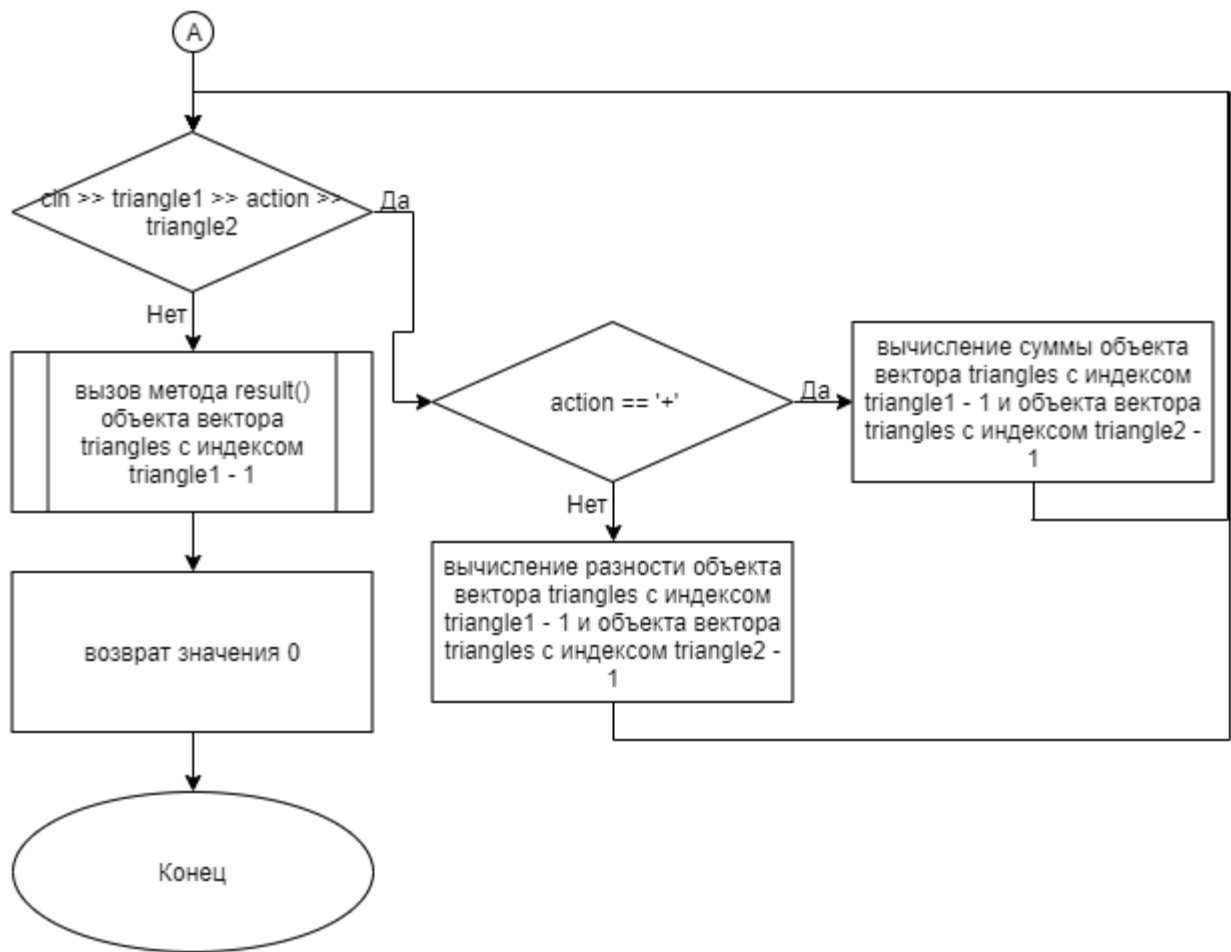 A
cin >> triangle1 >> action >>
triangle2
Да
Нет
вызов метода result()
объекта вектора
triangles с индексом
triangle1 - 1
action == '+'
Да
вычисление суммы объекта
вектора triangles с индексом
triangle1 - 1 и объекта вектора
triangles с индексом triangle2 -
1
Нет
вычисление разности объекта
вектора triangles с индексом
triangle1 - 1 и объекта вектора
triangles с индексом triangle2 -
1
возврат значения 0
Конец